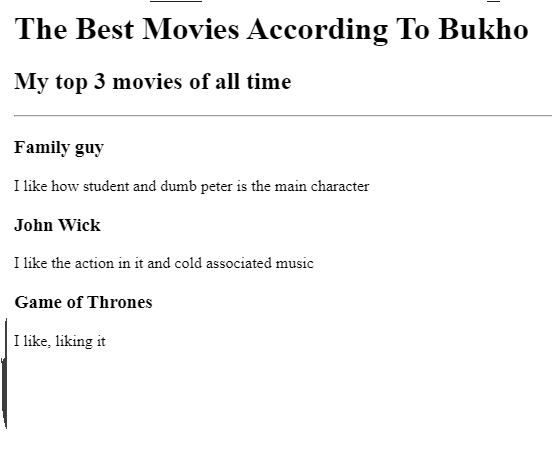 The Best Movies According To Bukho
My top 3 movies of all time
Family guy
I like how student and dumb peter is the main character
John Wick
I like the action in it and cold associated music
Game of Thrones
I like, liking it